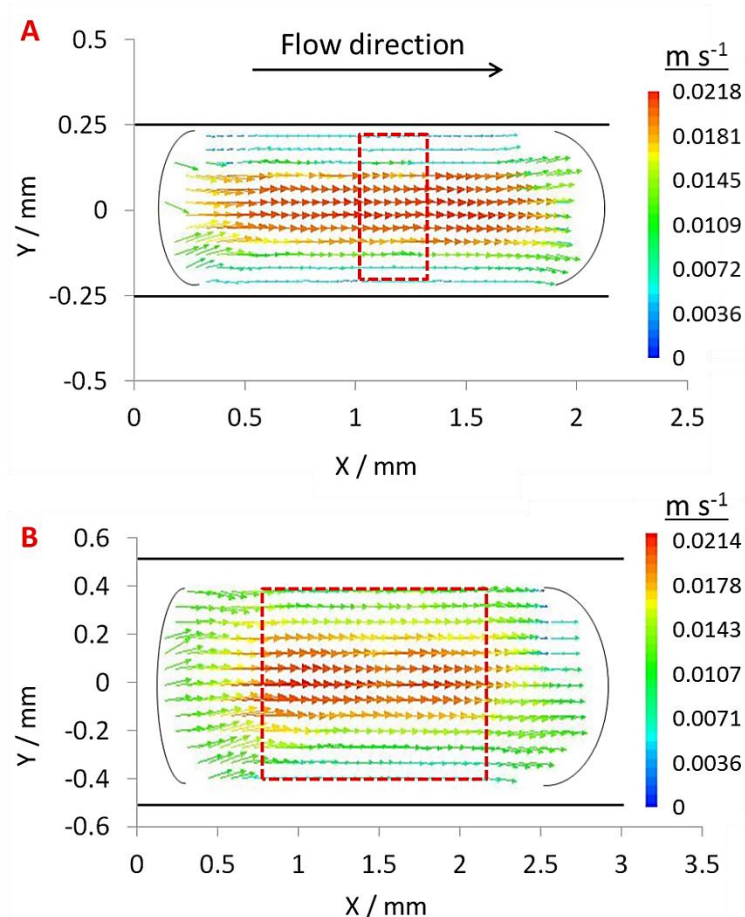 A
Flow direction
m s-1
0.5
0.25
0
-0.25
-0.5
Y / mm
0 0.5 1 1.5 2 2.5
X / mm
0.0218
0.0181
0.0145
0.0109
0.0072
0.0036
0
B
m s-1
0.6
0.4
0.2
0
-0.2
-0.4
-0.6
Y / mm
0 0.5 1 1.5 2 2.5 3 3.5
X / mm
0.0214
0.0178
0.0143
0.0107
0.0071
0.0036
0